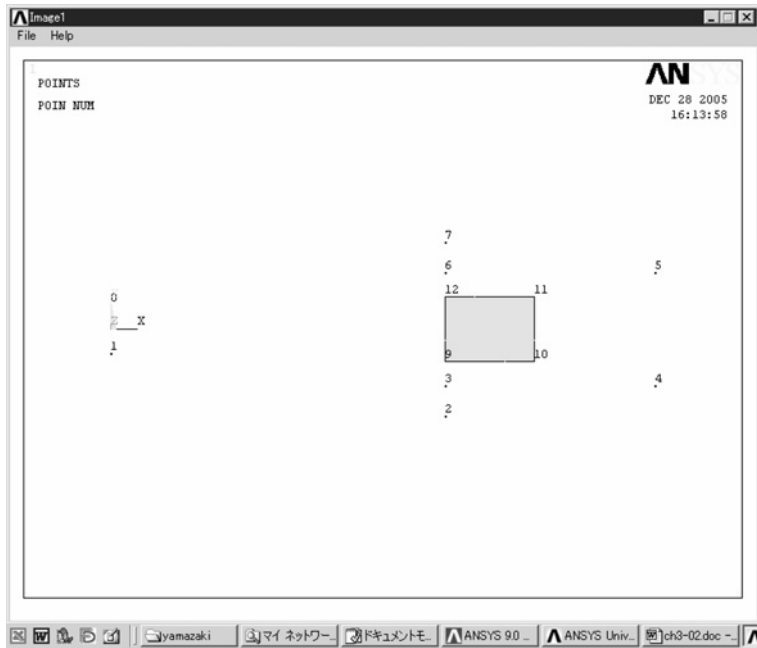 Image1
File Help
1
POINTS
POIN NUM
ANSYS
DEC 28 2005
16:13:58
7
6
5
12
11
Z X
1
9
10
3
4
2
yamazaki
マイ ネットワー...
ドキュメントモ...
ANSYS 9.0 ...
ANSYS Univ...
ch3-02.doc - ...